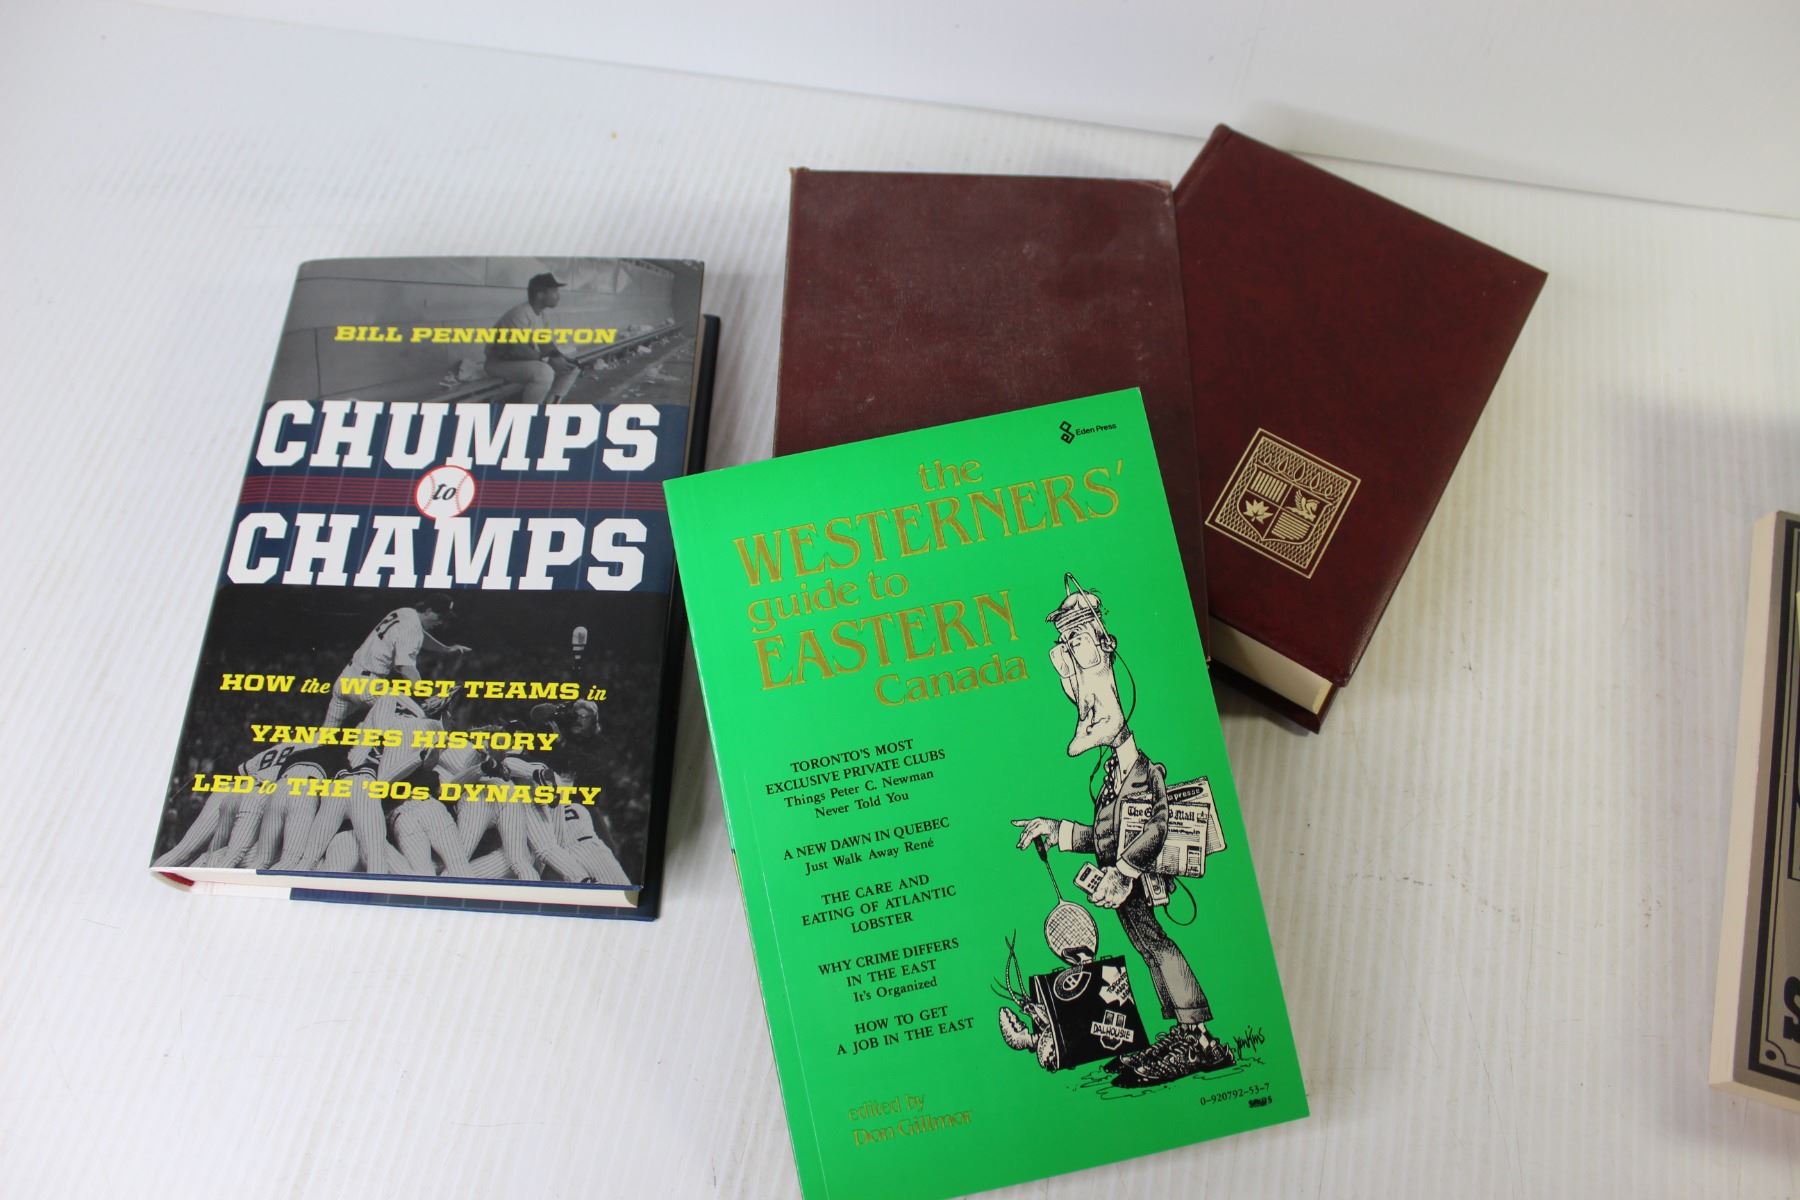 BILL PENNINGTON
CHUMPS
to
CHAMPS
HOW the WORST TEAMS in
YANKEES HISTORY
LED to THE '90s DYNASTY
Eden Press
the
WESTERNERS'
guide to
EASTERN
Canada
TORONTO'S MOST
EXCLUSIVE PRIVATE CLUBS
Things Peter C. Newman
Never Told You
A NEW DAWN IN QUEBEC
Just Walk Away René
THE CARE AND
EATING OF ATLANTIC
LOBSTER
WHY CRIME DIFFERS
IN THE EAST
It's Organized
HOW TO GET
A JOB IN THE EAST
edited by
Don Gillmor
DALHOUSIE
Jenkins
0-920792-53-7